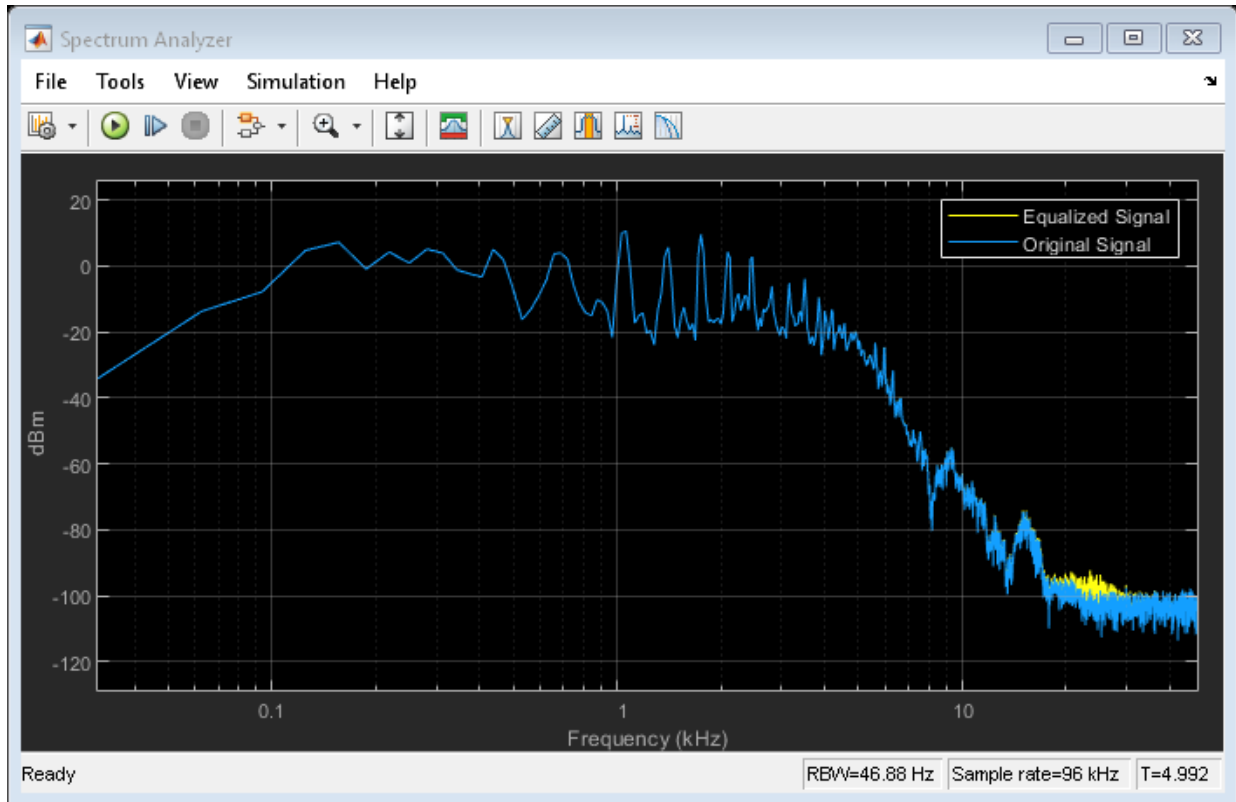 Spectrum Analyzer
File Tools View Simulation Help
20
0
-20
-40
-60
-80
-100
-120
dBm
Equalized Signal
Original Signal
0.1 1 10
Frequency (kHz)
Ready RBW=46.88 Hz Sample rate=96 kHz T=4.992